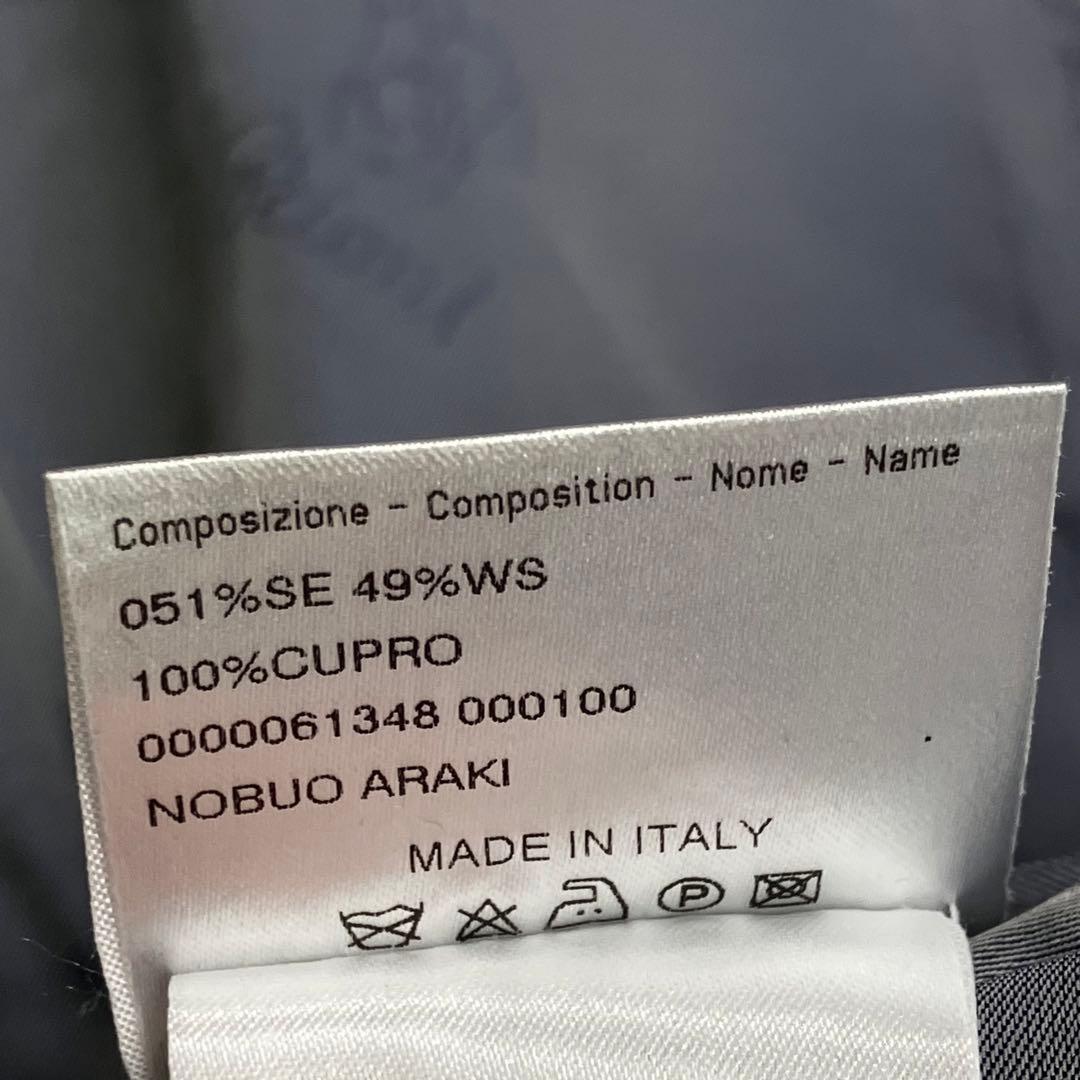 Composizione - Composition - Nome - Name
051%SE 49%WS
100%CUPRO
0000061348 000100
NOBUO ARAKI
MADE IN ITALY
P